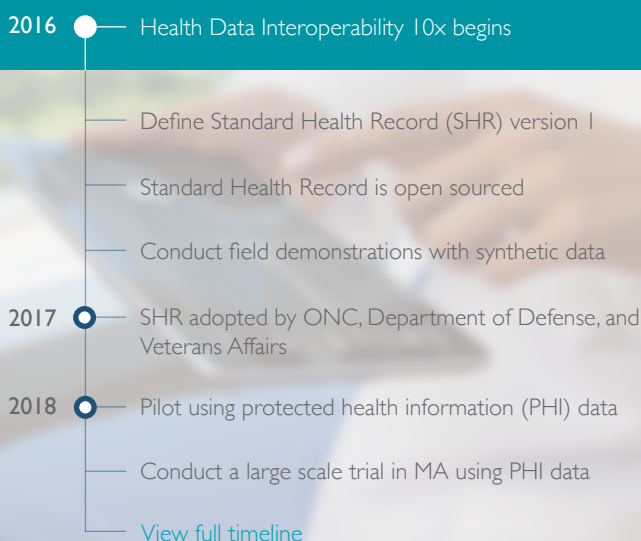 2016 Health Data Interoperability 10x begins
Define Standard Health Record (SHR) version 1
Standard Health Record is open sourced
Conduct field demonstrations with synthetic data
2017 SHR adopted by ONC, Department of Defense, and
Veterans Affairs
2018 Pilot using protected health information (PHI) data
Conduct a large scale trial in MA using PHI data
View full timeline